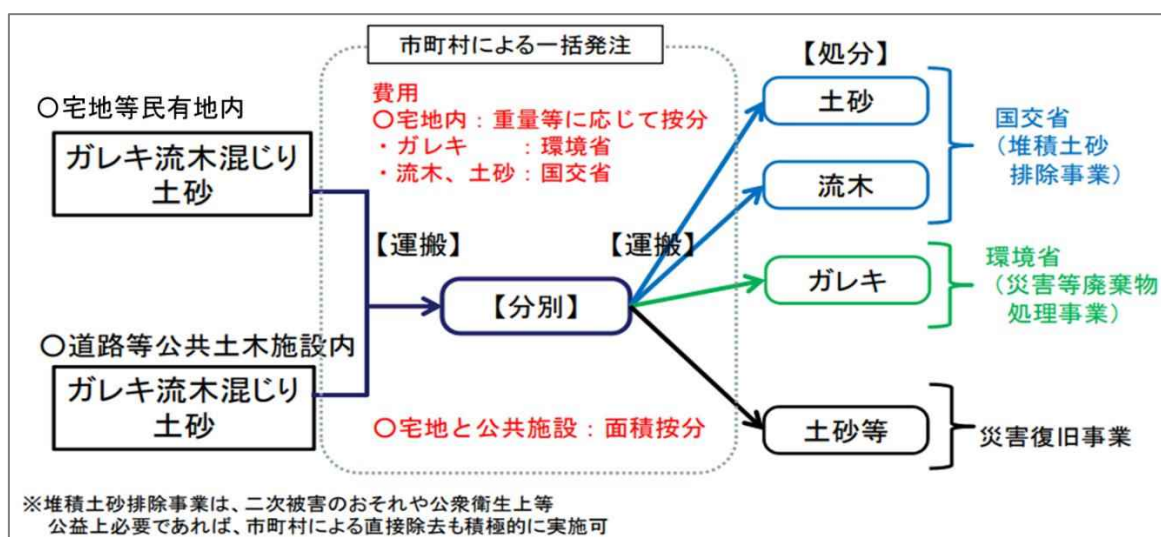 市町村による一括発注
【処分】
〇宅地等民有地内
ガレキ流木混じり
土砂
費用
〇宅地内：重量等に応じて按分
・ガレキ　　　：環境省
・流木、土砂：国交省
【運搬】
【分別】
【運搬】
〇道路等公共土木施設内
ガレキ流木混じり
土砂
〇宅地と公共施設：面積按分
土砂
流木
国交省
（堆積土砂
排除事業）
ガレキ
環境省
（災害等廃棄物
処理事業）
土砂等
災害復旧事業
※堆積土砂排除事業は、二次被害のおそれや公衆衛生上等
公益上必要であれば、市町村による直接除去も積極的に実施可